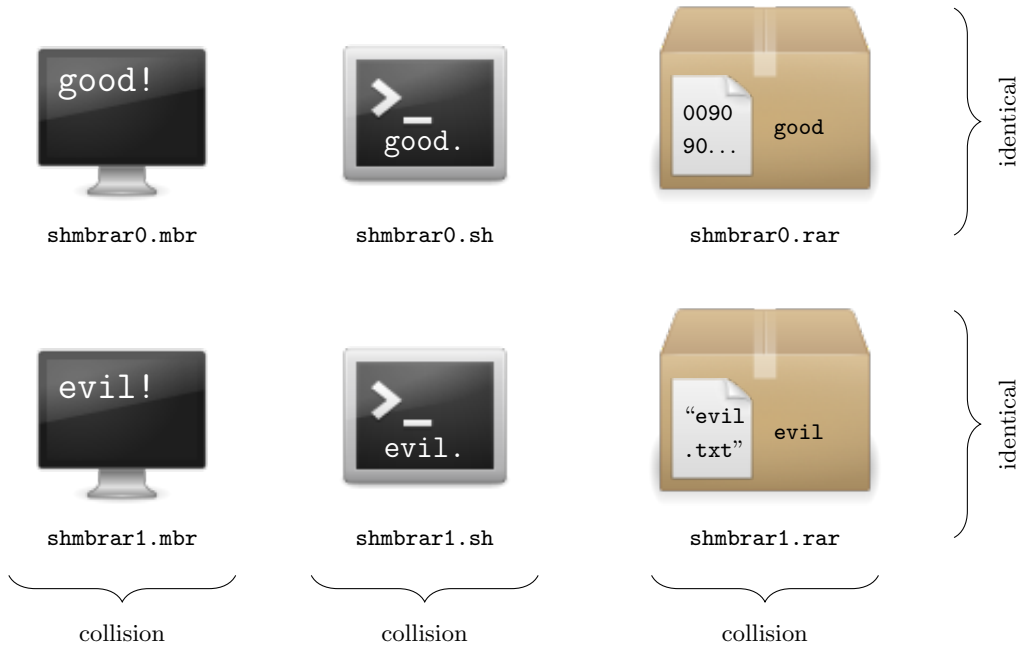 good!
>_
good.
0090
90...
good
identical
shmbrar0.mbr
shmbrar0.sh
shmbrar0.rar
evil!
>_
evil.
“evil
.txt”
evil
identical
shmbrar1.mbr
shmbrar1.sh
shmbrar1.rar
collision
collision
collision